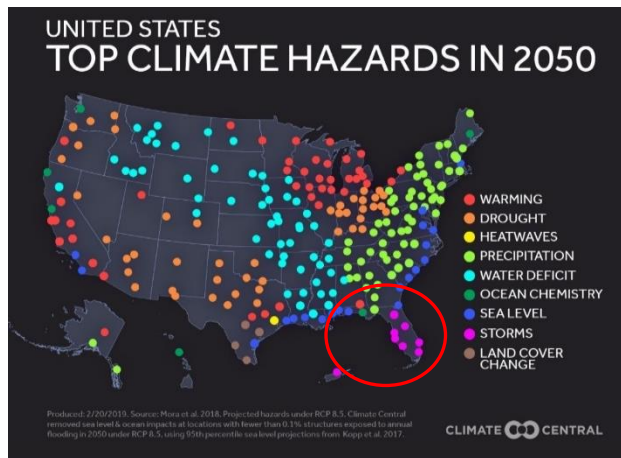 UNITED STATES
TOP CLIMATE HAZARDS IN 2050
WARMING
DROUGHT
HEATWAVES
PRECIPITATION
WATER DEFICIT
OCEAN CHEMISTRY
SEA LEVEL
STORMS
LAND COVER
CHANGE
Produced: 2/20/2019. Source: Mora et al. 2018. Projected hazards under RCP 8.5. Climate Central
removed sea level & ocean impacts at locations with fewer than 0.1% structures exposed to annual
flooding in 2050 under RCP 8.5, using 95th percentile sea level projections from Kopp et al. 2017.
CLIMATE CENTRAL